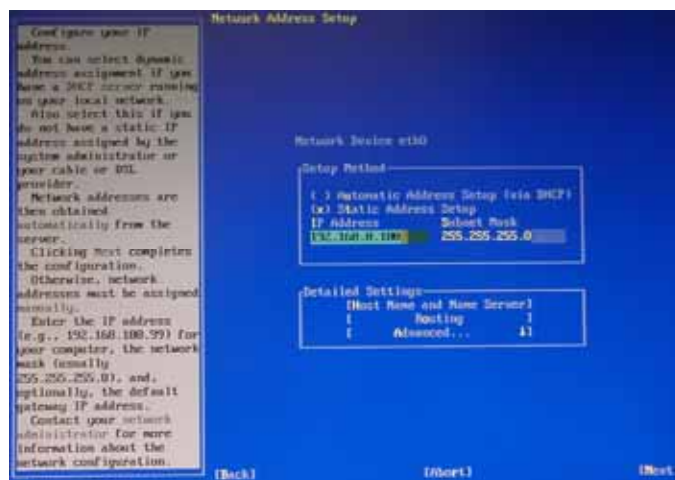 Network Address Setup
Configure your IP
address.
You can select dynamic
address assignment if you
have a DHCP server running
on your local network.
Also select this if you
do not have a static IP
address assigned by the
system administrator or
your cable or DSL
provider.
Network addresses are
then obtained
automatically from the
server.
Clicking Next completes
the configuration.
Otherwise, network
addresses must be assigned
manually.
Enter the IP address
(e.g., 192.168.100.99) for
your computer, the network
mask (usually
255.255.255.0), and,
optionally, the default
gateway IP address.
Contact your network
administrator for more
information about the
network configuration.
Network Device eth0
Setup Method
( ) Automatic Address Setup (via DHCP)
(x) Static Address Setup
IP Address Subnet Mask
255.255.255.0
Detailed Settings
[Host Name and Name Server]
[ Routing ]
[ Advanced... ↓]
[Back] [Abort] [Next